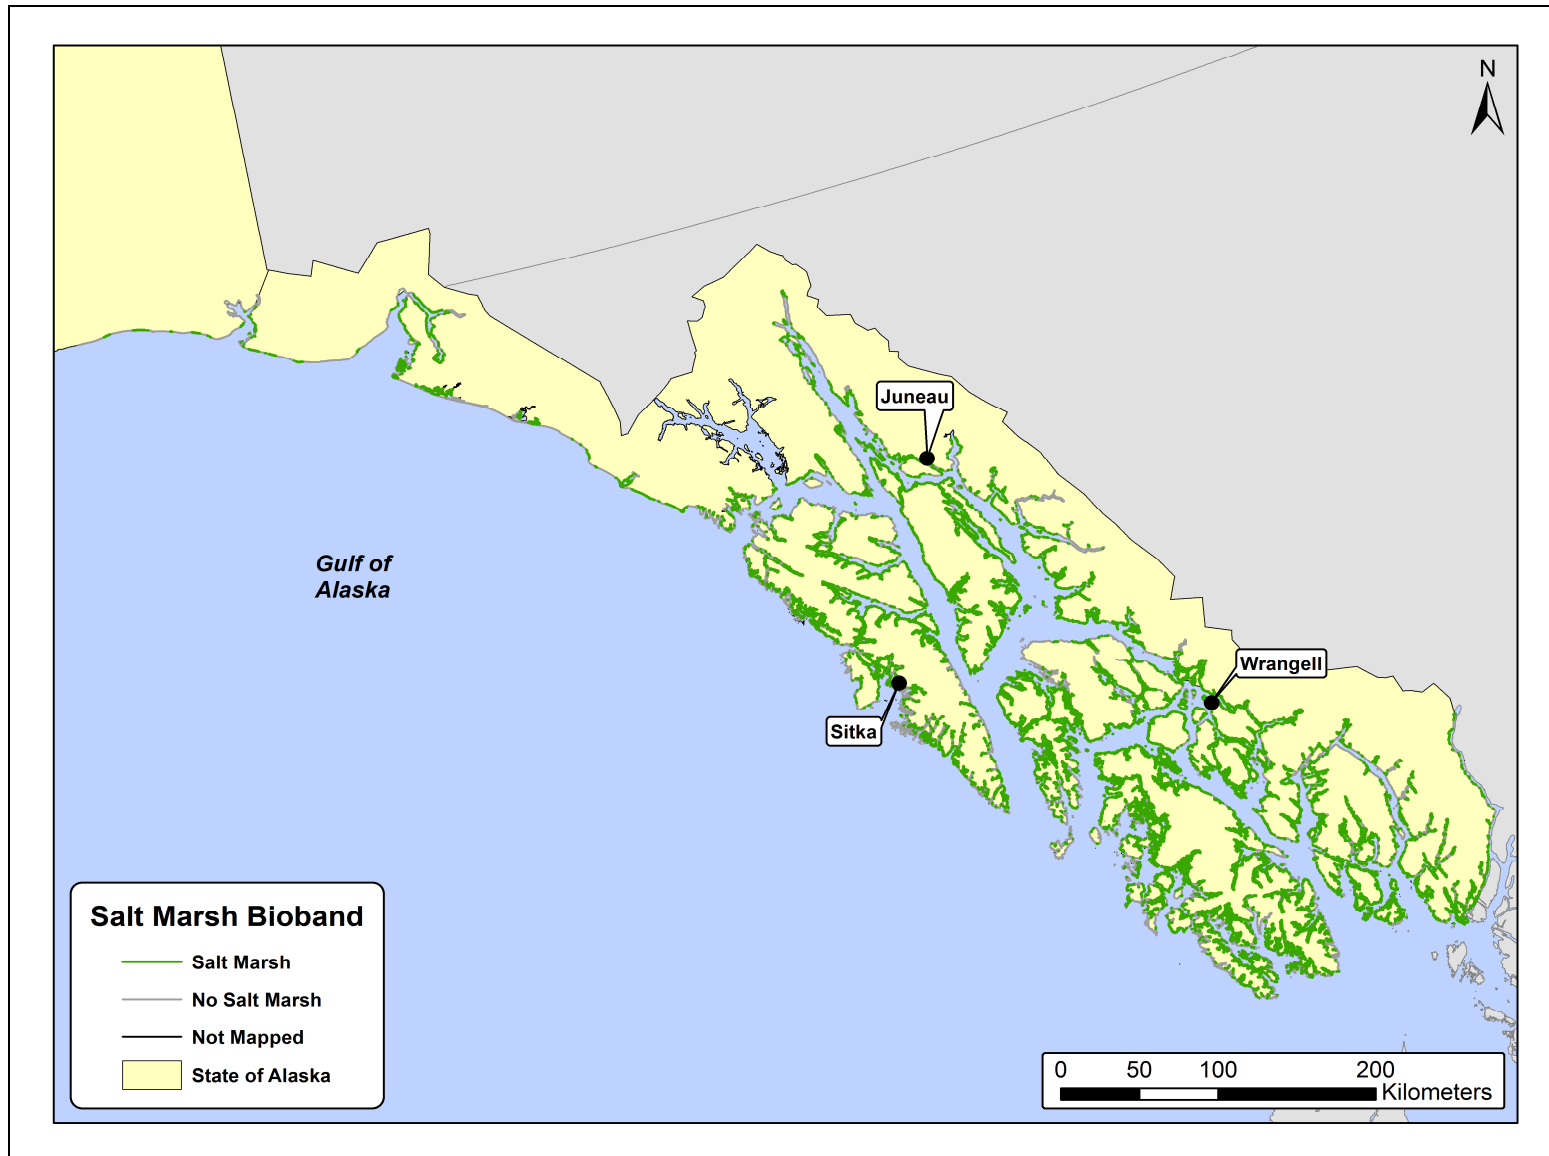 N
Juneau
Gulf of
Alaska
Wrangell
Sitka
Salt Marsh Bioband
Salt Marsh
No Salt Marsh
Not Mapped
State of Alaska
0 50 100 200
Kilometers